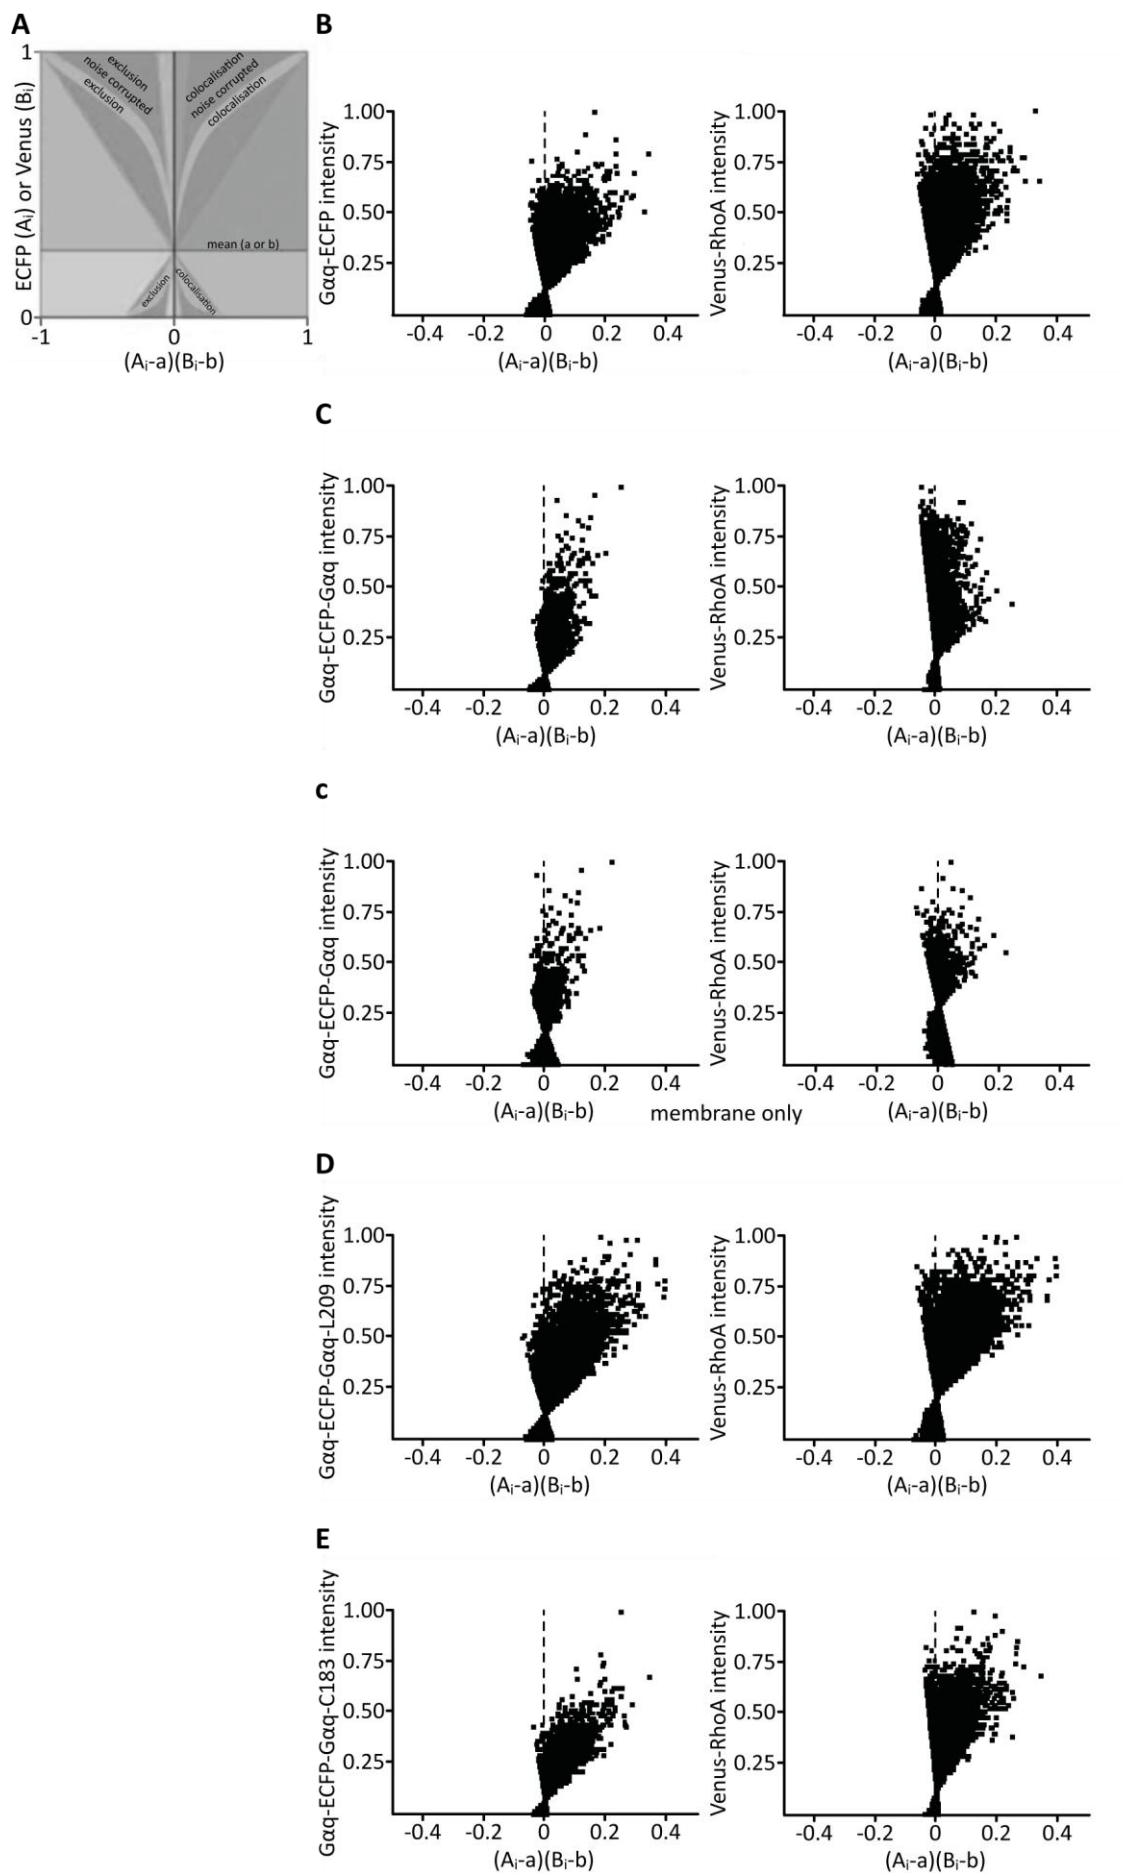 A
ECFP (Aᵢ) or Venus (Bᵢ)
1
0
exclusion
noise corrupted
exclusion
colocalisation
noise corrupted
colocalisation
mean (a or b)
exclusion
colocalisation
-1
0
1
(Aᵢ-a)(Bᵢ-b)
B
Gαq-ECFP intensity
1.00
0.75
0.50
0.25
-0.4
-0.2
0
0.2
0.4
(Aᵢ-a)(Bᵢ-b)
Venus-RhoA intensity
1.00
0.75
0.50
0.25
-0.4
-0.2
0
0.2
0.4
(Aᵢ-a)(Bᵢ-b)
C
Gαq-ECFP-Gαq intensity
1.00
0.75
0.50
0.25
-0.4
-0.2
0
0.2
0.4
(Aᵢ-a)(Bᵢ-b)
Venus-RhoA intensity
1.00
0.75
0.50
0.25
-0.4
-0.2
0
0.2
0.4
(Aᵢ-a)(Bᵢ-b)
c
Gαq-ECFP-Gαq intensity
1.00
0.75
0.50
0.25
-0.4
-0.2
0
0.2
0.4
(Aᵢ-a)(Bᵢ-b)
membrane only
Venus-RhoA intensity
1.00
0.75
0.50
0.25
-0.4
-0.2
0
0.2
0.4
(Aᵢ-a)(Bᵢ-b)
D
Gαq-ECFP-Gαq-L209 intensity
1.00
0.75
0.50
0.25
-0.4
-0.2
0
0.2
0.4
(Aᵢ-a)(Bᵢ-b)
Venus-RhoA intensity
1.00
0.75
0.50
0.25
-0.4
-0.2
0
0.2
0.4
(Aᵢ-a)(Bᵢ-b)
E
Gαq-ECFP-Gαq-C183 intensity
1.00
0.75
0.50
0.25
-0.4
-0.2
0
0.2
0.4
(Aᵢ-a)(Bᵢ-b)
Venus-RhoA intensity
1.00
0.75
0.50
0.25
-0.4
-0.2
0
0.2
0.4
(Aᵢ-a)(Bᵢ-b)